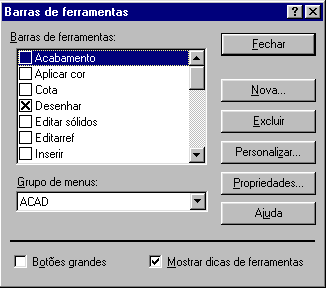 Barras de ferramentas
Barras de ferramentas:
Acabamento
Aplicar cor
Cota
Desenhar
Editar sólidos
Editarref
Inserir
Grupo de menus:
ACAD
Fechar
Nova...
Excluir
Personalizar...
Propriedades...
Ajuda
Botões grandes
Mostrar dicas de ferramentas